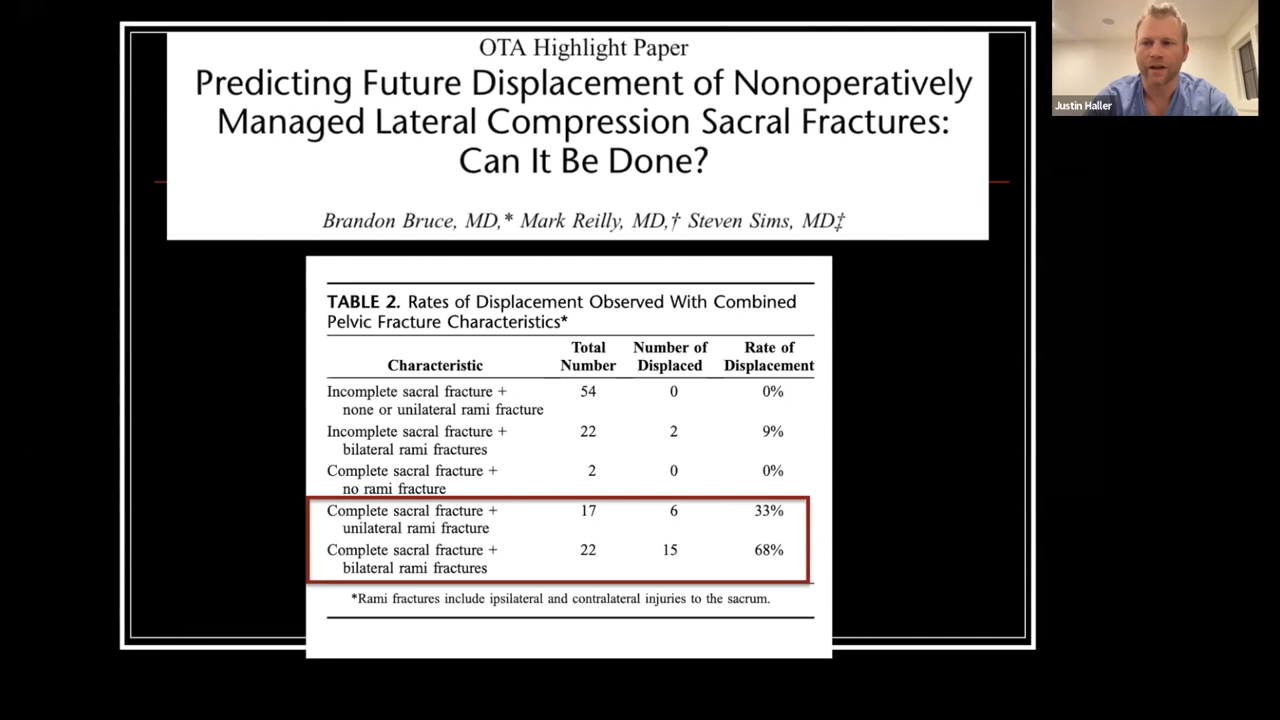 OTA Highlight Paper
Predicting Future Displacement of Nonoperatively
Managed Lateral Compression Sacral Fractures:
Can It Be Done?
Brandon Bruce, MD,* Mark Reilly, MD,† Steven Sims, MD‡
Justin Haller
TABLE 2. Rates of Displacement Observed With Combined
Pelvic Fracture Characteristics*
Characteristic Total Number Number of Displaced Rate of Displacement
Incomplete sacral fracture + 54 0 0%
none or unilateral rami fracture
Incomplete sacral fracture + 22 2 9%
bilateral rami fractures
Complete sacral fracture + 2 0 0%
no rami fracture
Complete sacral fracture + 17 6 33%
unilateral rami fracture
Complete sacral fracture + 22 15 68%
bilateral rami fractures
*Rami fractures include ipsilateral and contralateral injuries to the sacrum.